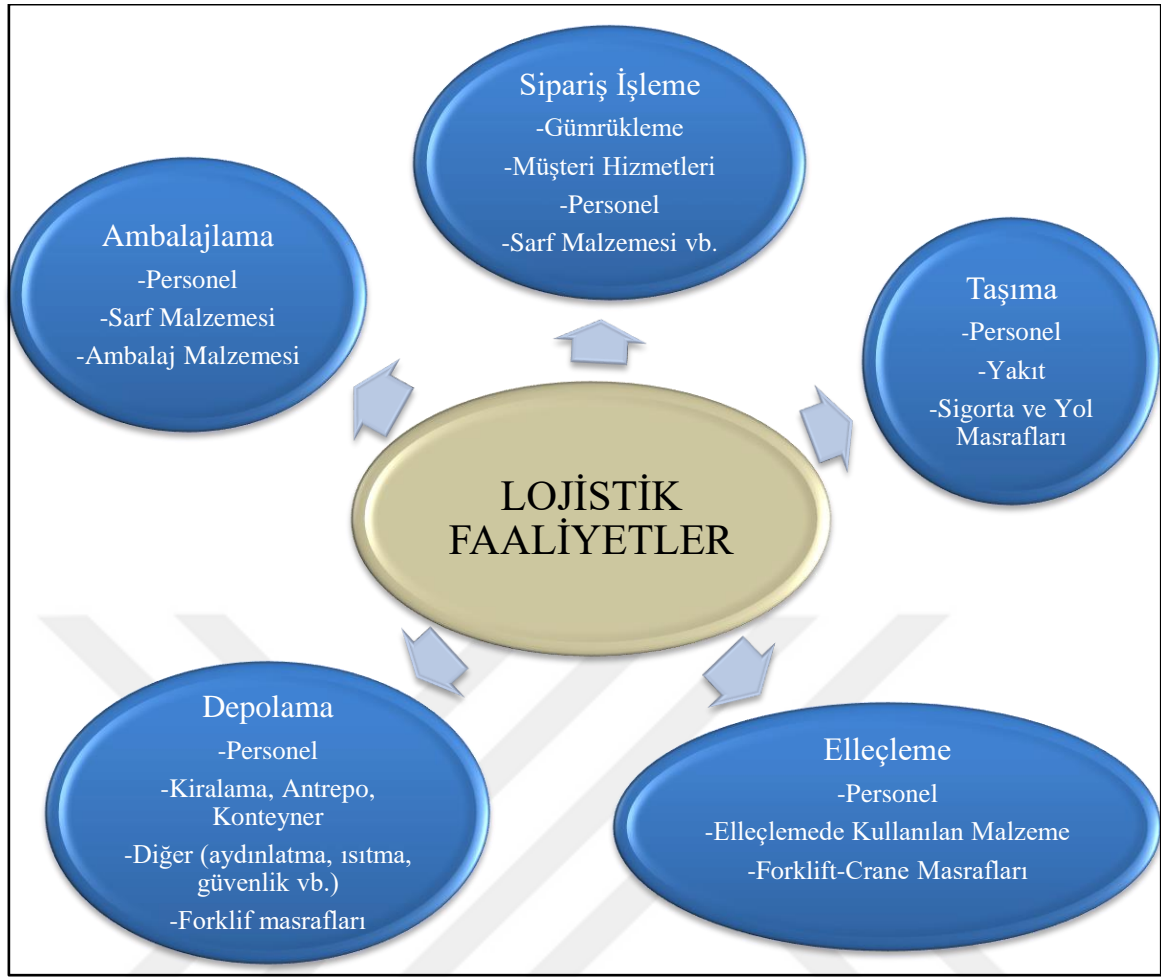 Sipariş İşleme
-Gümrükleme
-Müşteri Hizmetleri
-Personel
-Sarf Malzemesi vb.
Ambalajlama
-Personel
-Sarf Malzemesi
-Ambalaj Malzemesi
Taşıma
-Personel
-Yakıt
-Sigorta ve Yol
Masrafları
LOJİSTİK
FAALİYETLER
Depolama
-Personel
-Kiralama, Antrepo,
Konteyner
-Diğer (aydınlatma, ısıtma,
güvenlik vb.)
-Forklif masrafları
Elleçleme
-Personel
-Elleçlemede Kullanılan Malzeme
-Forklift-Crane Masrafları